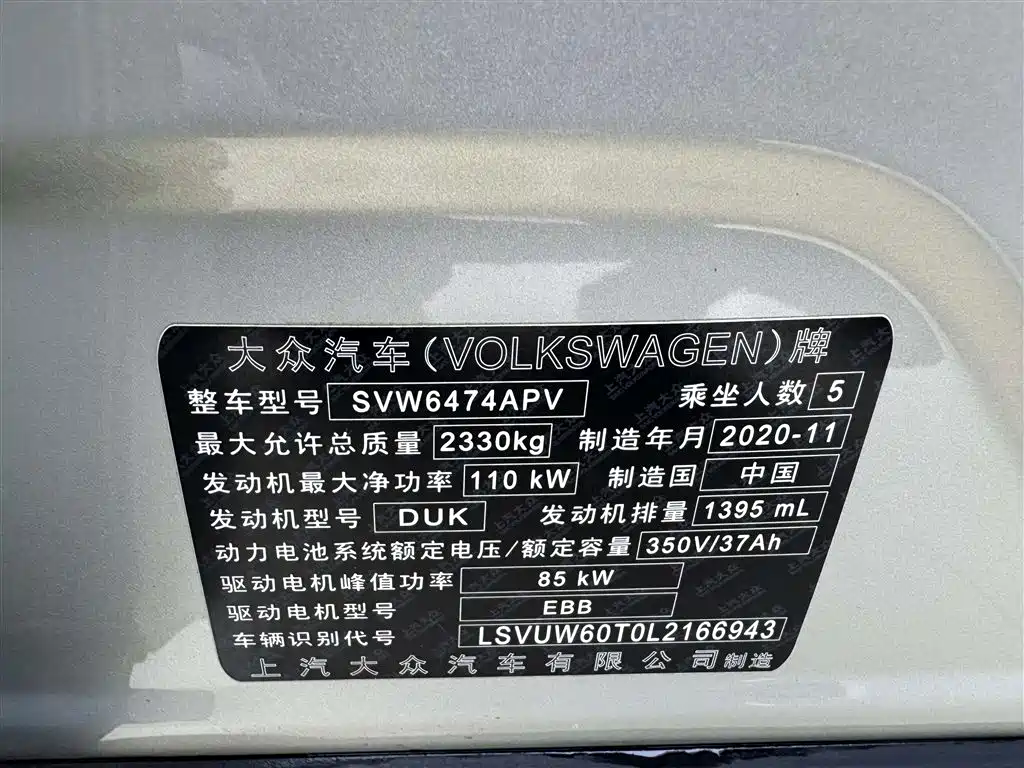 大众汽车(VOLKSWAGEN)牌
整车型号 SVW6474APV 乘坐人数 5
最大允许总质量 2330kg 制造年月 2020-11
发动机最大净功率 110 kW 制造国 中国
发动机型号 DUK 发动机排量 1395 mL
动力电池系统额定电压/额定容量 350V/37Ah
驱动电机峰值功率 85 kW
驱动电机型号 EBB
车辆识别代号 LSVUW60T0L2166943
上汽大众汽车有限公司制造